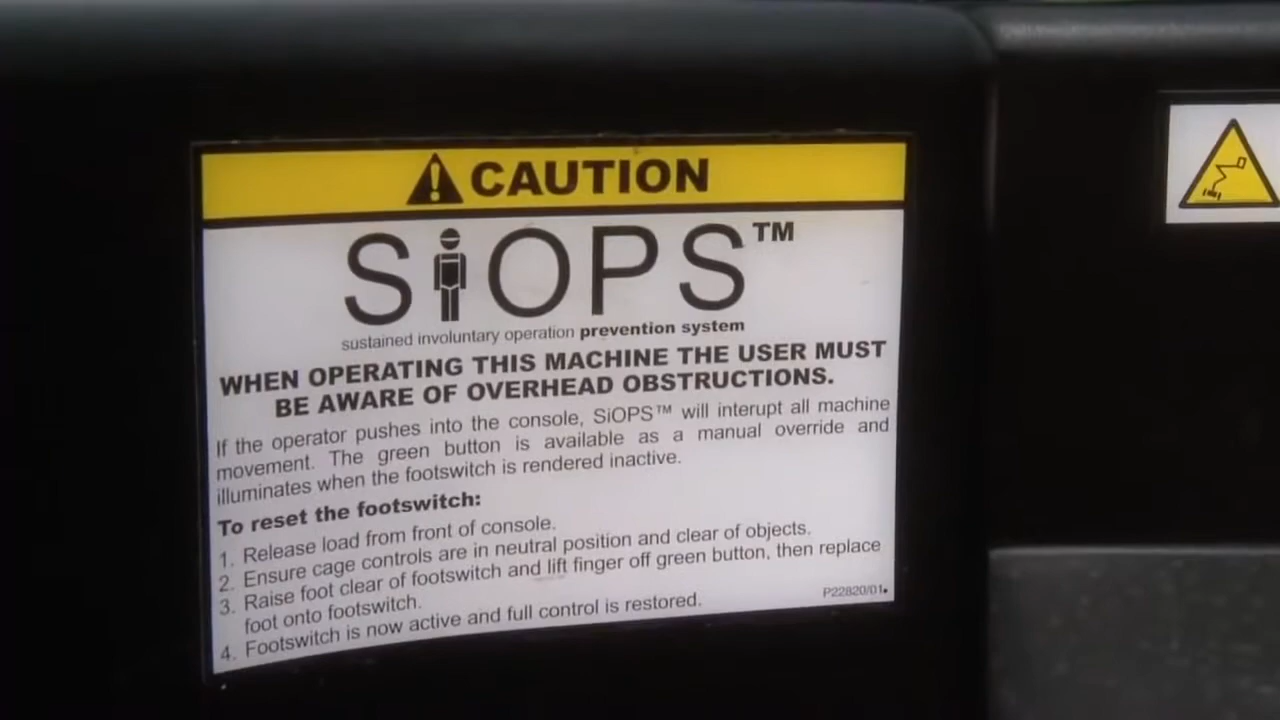 CAUTION
SiOPS™
sustained involuntary operation prevention system
WHEN OPERATING THIS MACHINE THE USER MUST
BE AWARE OF OVERHEAD OBSTRUCTIONS.
If the operator pushes into the console, SiOPS™ will interupt all machine
movement. The green button is available as a manual override and
illuminates when the footswitch is rendered inactive.
To reset the footswitch:
1. Release load from front of console.
2. Ensure cage controls are in neutral position and clear of objects.
3. Raise foot clear of footswitch and lift finger off green button, then replace
foot onto footswitch.
4. Footswitch is now active and full control is restored.
P22820/01